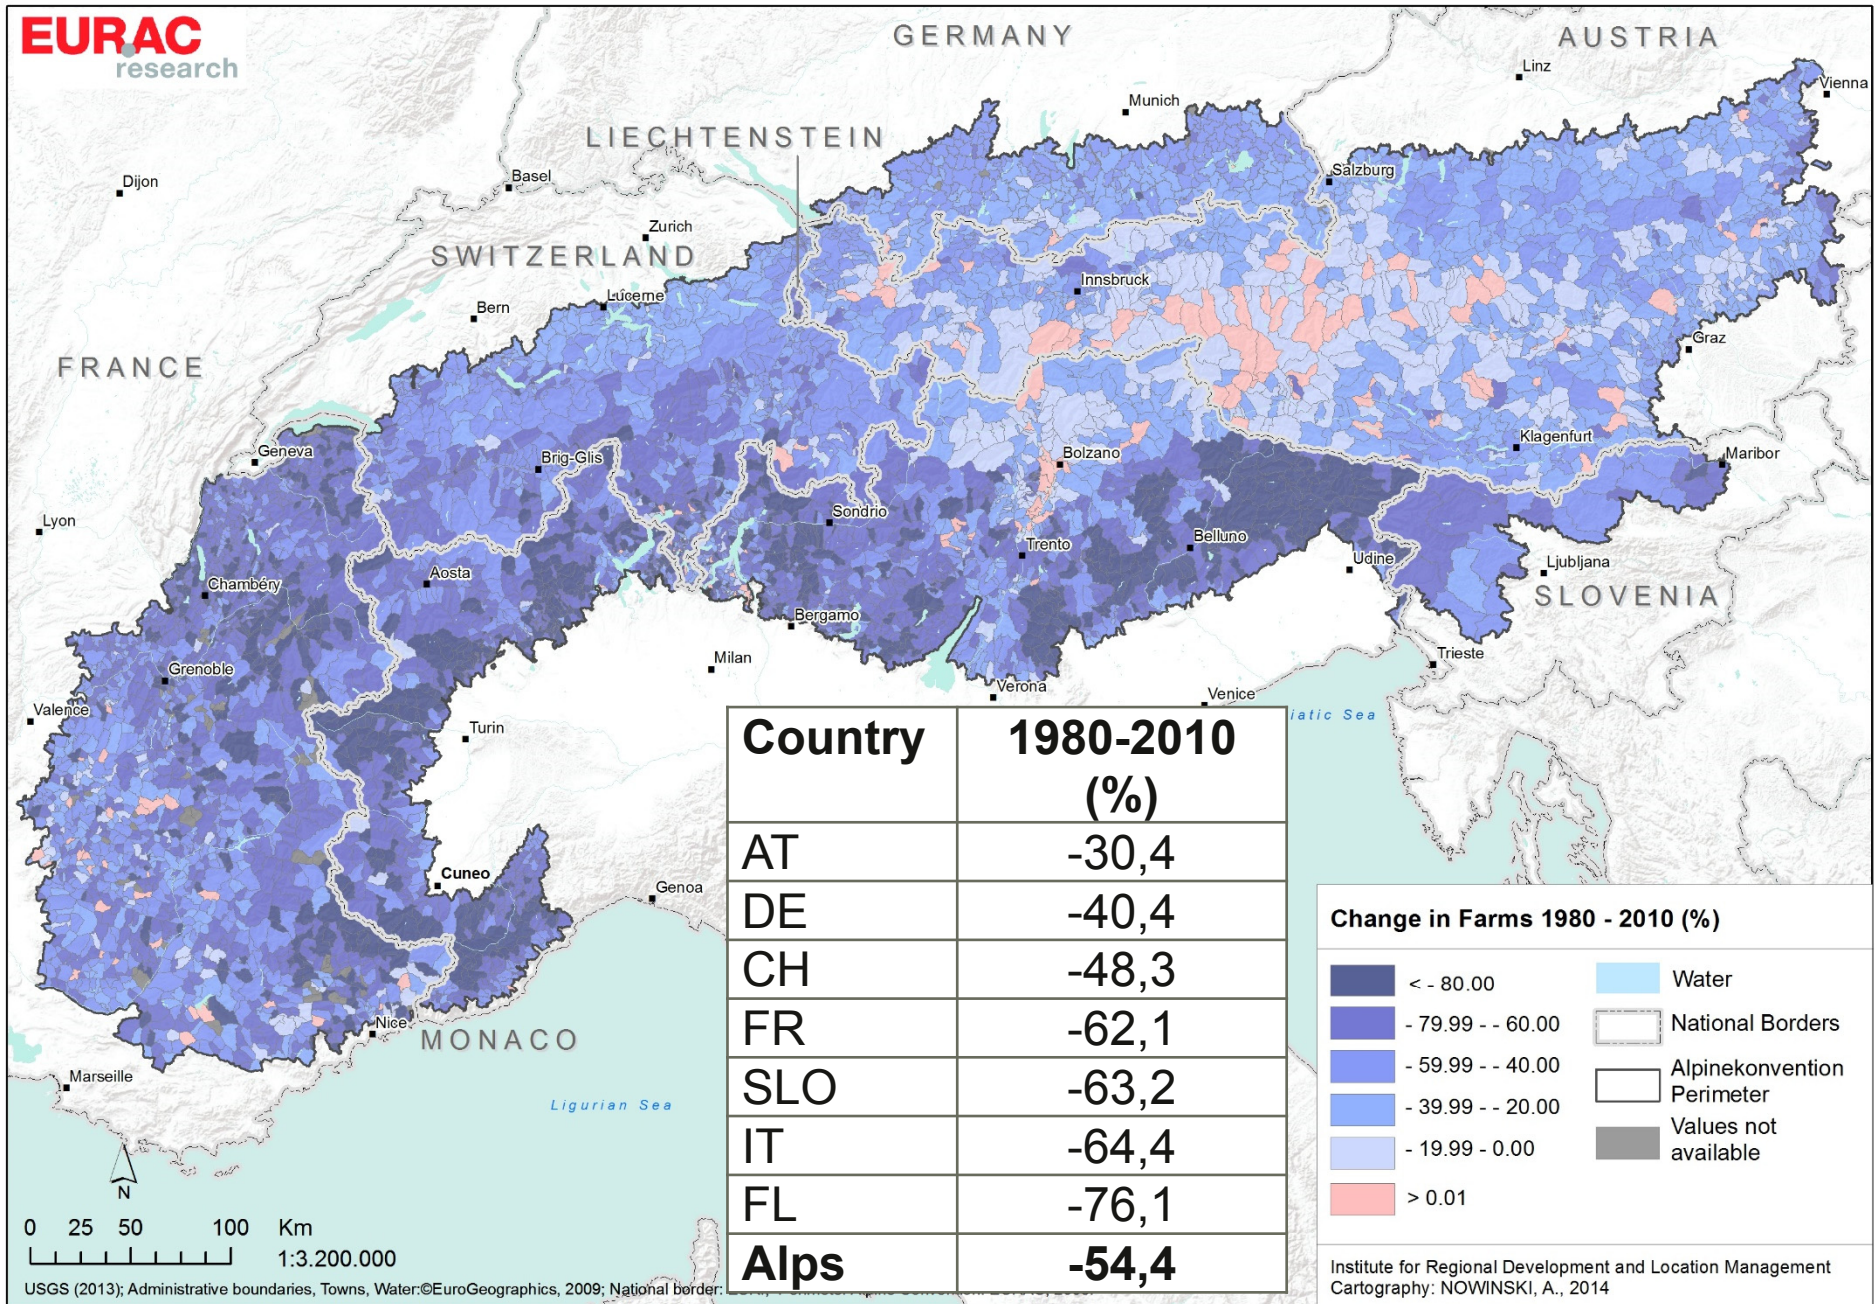 EURAC
research
GERMANY
AUSTRIA
Linz
Vienna
Munich
LIECHTENSTEIN
Salzburg
Dijon
Basel
Zurich
SWITZERLAND
Innsbruck
Lucerne
Bern
Graz
FRANCE
Klagenfurt
Maribor
Geneva
Brig-Glis
Bolzano
Lyon
Sondrio
Trento
Belluno
Udine
Ljubljana
SLOVENIA
Chambéry
Aosta
Bergamo
Trieste
Grenoble
Milan
Verona
Venice
Valence
Turin
iatic Sea
Cuneo
Genoa
Nice
MONACO
Marseille
Ligurian Sea
Country 1980-2010
(%)
AT -30,4
DE -40,4
CH -48,3
FR -62,1
SLO -63,2
IT -64,4
FL -76,1
Alps -54,4
Change in Farms 1980 - 2010 (%)
< - 80.00
- 79.99 - - 60.00
- 59.99 - - 40.00
- 39.99 - - 20.00
- 19.99 - 0.00
> 0.01
Water
National Borders
Alpinekonvention
Perimeter
Values not
available
N
0 25 50 100 Km
1:3.200.000
USGS (2013); Administrative boundaries, Towns, Water:©EuroGeographics, 2009; National border:
Institute for Regional Development and Location Management
Cartography: NOWINSKI, A., 2014